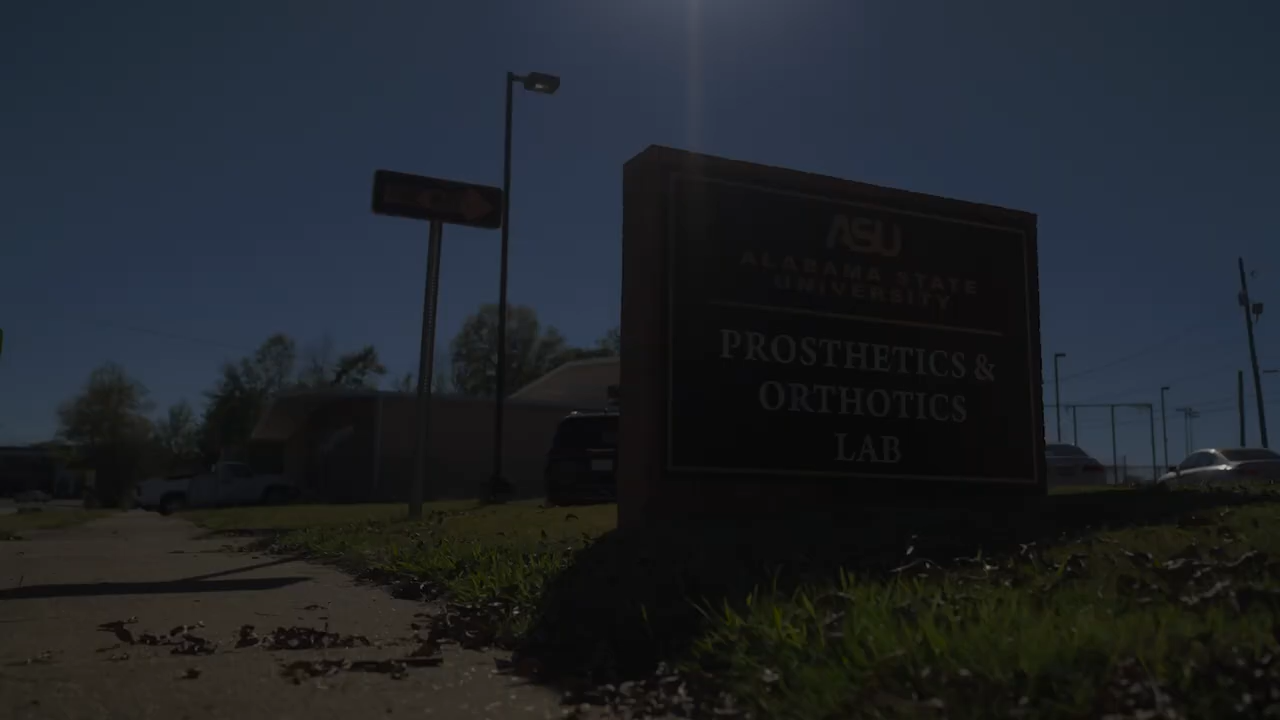 ASU
ALABAMA STATE
UNIVERSITY
PROSTHETICS &
ORTHOTICS
LAB